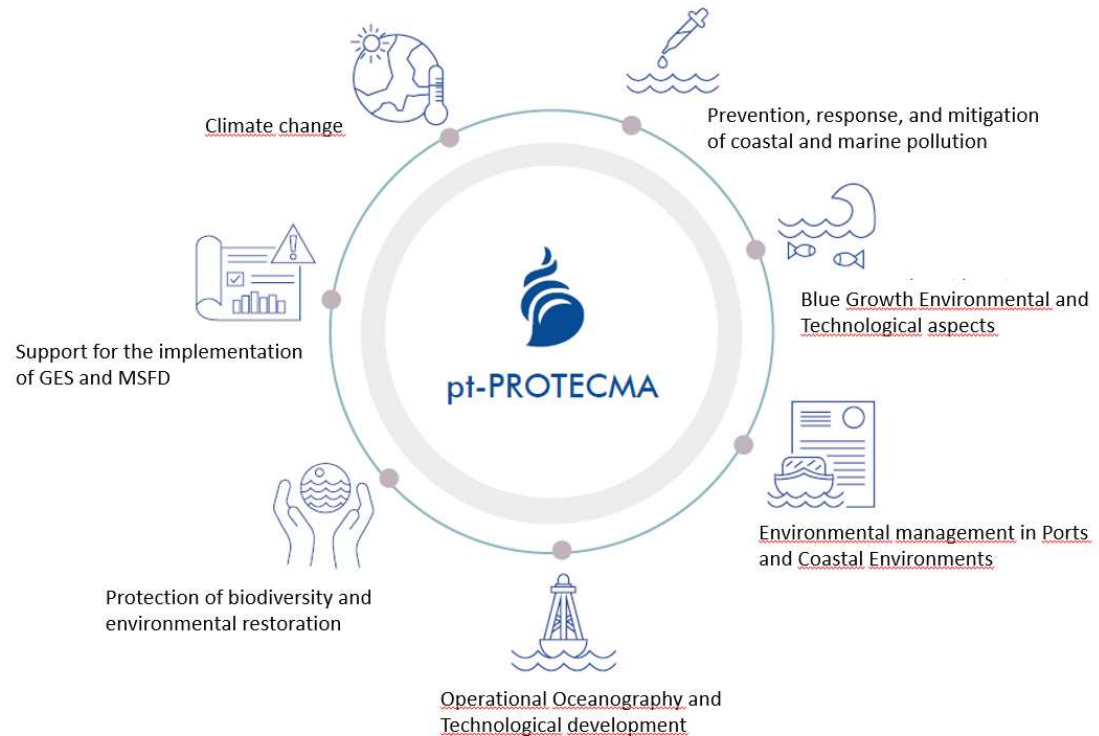 Climate change
Prevention, response, and mitigation
of coastal and marine pollution
Blue Growth Environmental and
Technological aspects
Support for the implementation
of GES and MSFD
pt-PROTECMA
Environmental management in Ports
and Coastal Environments
Protection of biodiversity and
environmental restoration
Operational Oceanography and
Technological development